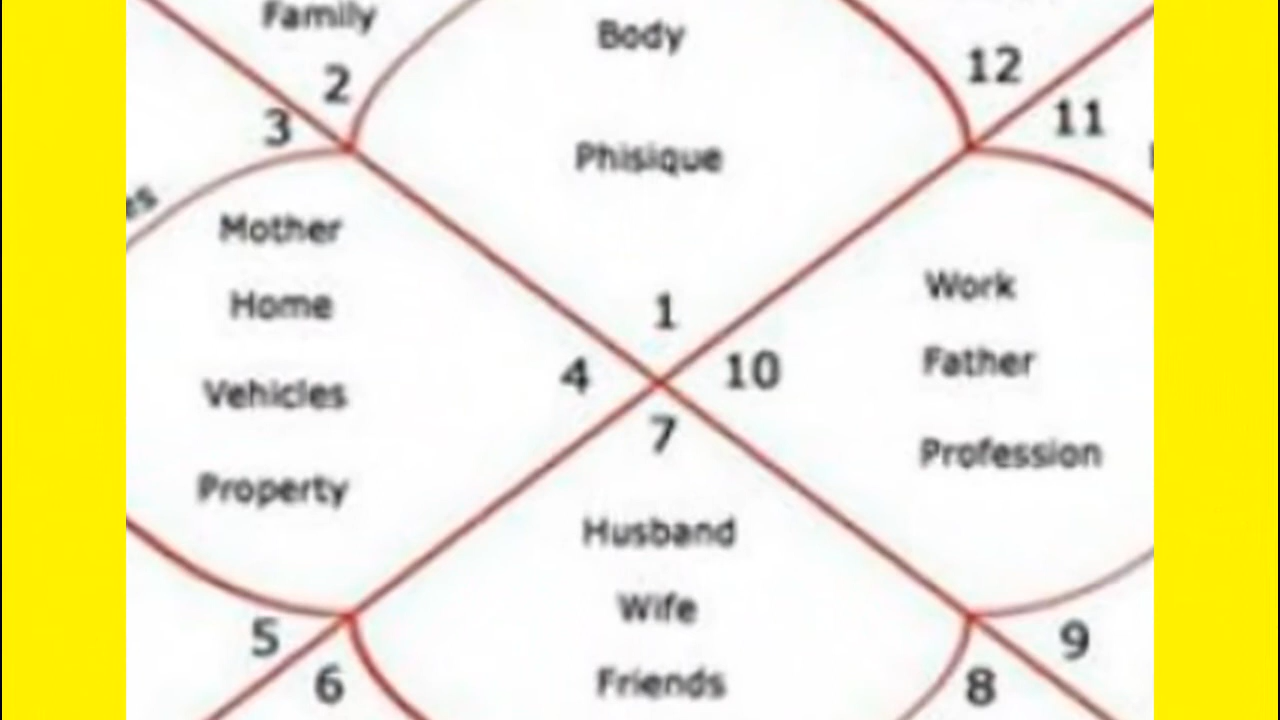 Family
2
3
Body
Phisique
1
12
11
Mother
Home
Vehicles
Property
4
10
Work
Father
Profession
7
Husband
Wife
Friends
5
6
8
9